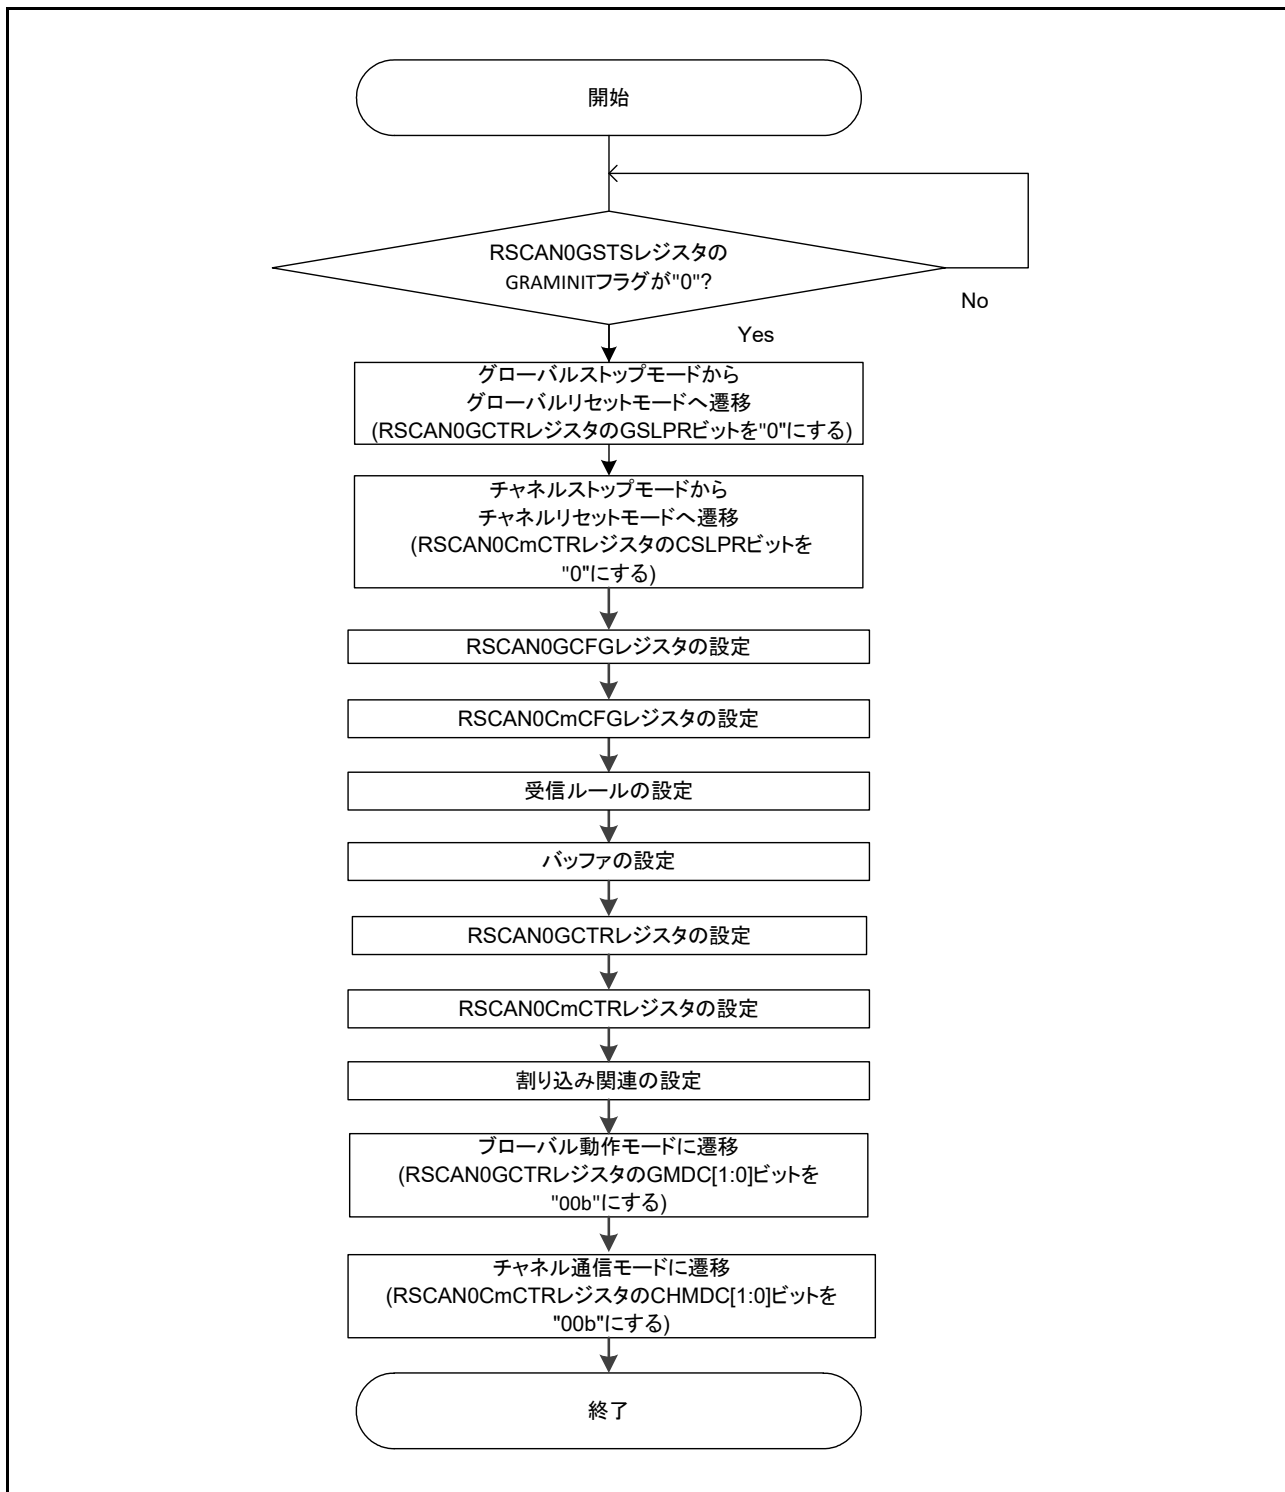 開始
RSCAN0GSTSレジスタの
GRAMINITフラグが"0"?
No
Yes
グローバルストップモードから
グローバルリセットモードへ遷移
(RSCAN0GCTRレジスタのGSLPRビットを"0"にする)
チャネルストップモードから
チャネルリセットモードへ遷移
(RSCAN0CmCTRレジスタのCSLPRビットを
"0"にする)
RSCAN0GCFGレジスタの設定
RSCAN0CmCFGレジスタの設定
受信ルールの設定
バッファの設定
RSCAN0GCTRレジスタの設定
RSCAN0CmCTRレジスタの設定
割り込み関連の設定
ブローバル動作モードに遷移
(RSCAN0GCTRレジスタのGMDC[1:0]ビットを
"00b"にする)
チャネル通信モードに遷移
(RSCAN0CmCTRレジスタのCHMDC[1:0]ビットを
"00b"にする)
終了